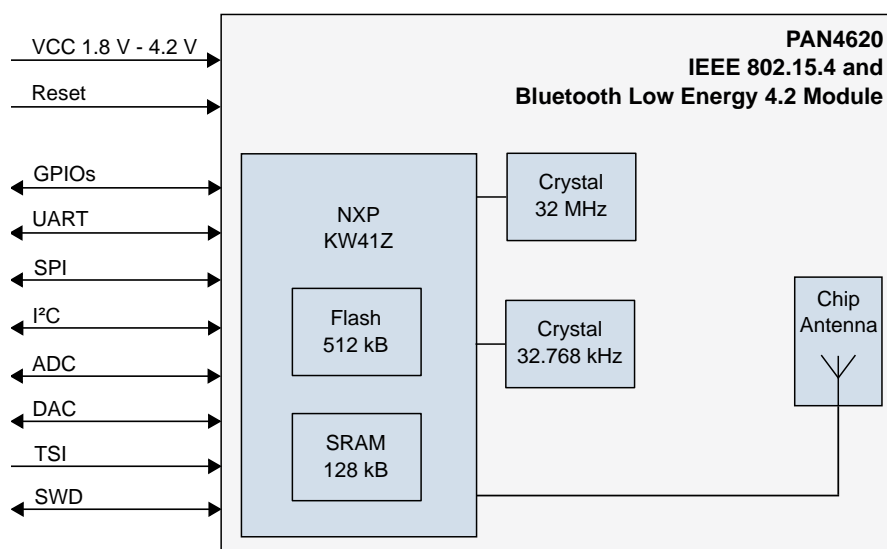 VCC 1.8 V - 4.2 V
Reset
GPIOs
UART
SPI
I²C
ADC
DAC
TSI
SWD
PAN4620
IEEE 802.15.4 and
Bluetooth Low Energy 4.2 Module
NXP
KW41Z
Flash
512 kB
SRAM
128 kB
Crystal
32 MHz
Crystal
32.768 kHz
Chip
Antenna